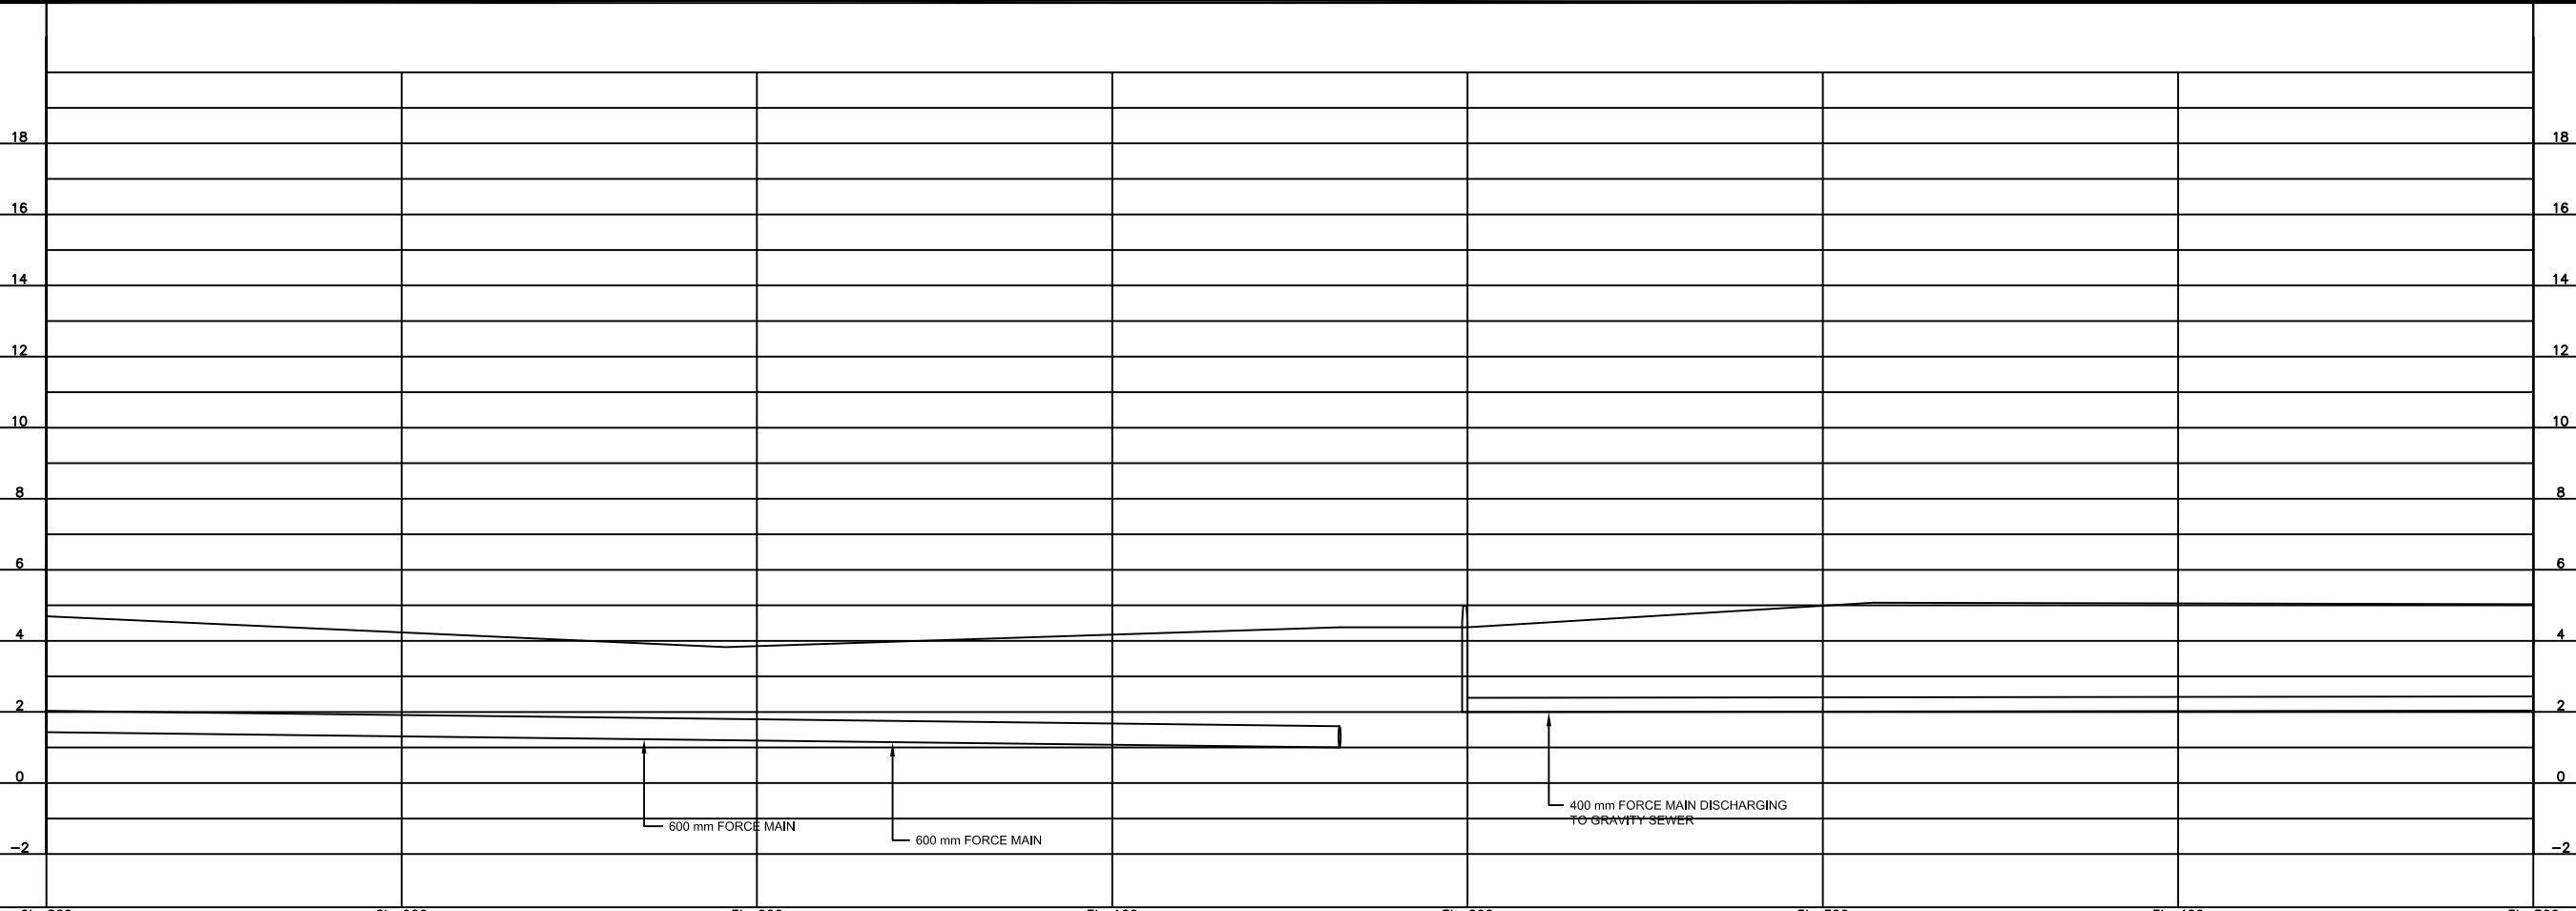 18 18
16 16
14 14
12 12
10 10
8 8
6 6
4 4
2 2
0 0
400 mm FORCE MAIN DISCHARGING
TO GRAVITY SEWER
600 mm FORCE MAIN
600 mm FORCE MAIN
-2 -2